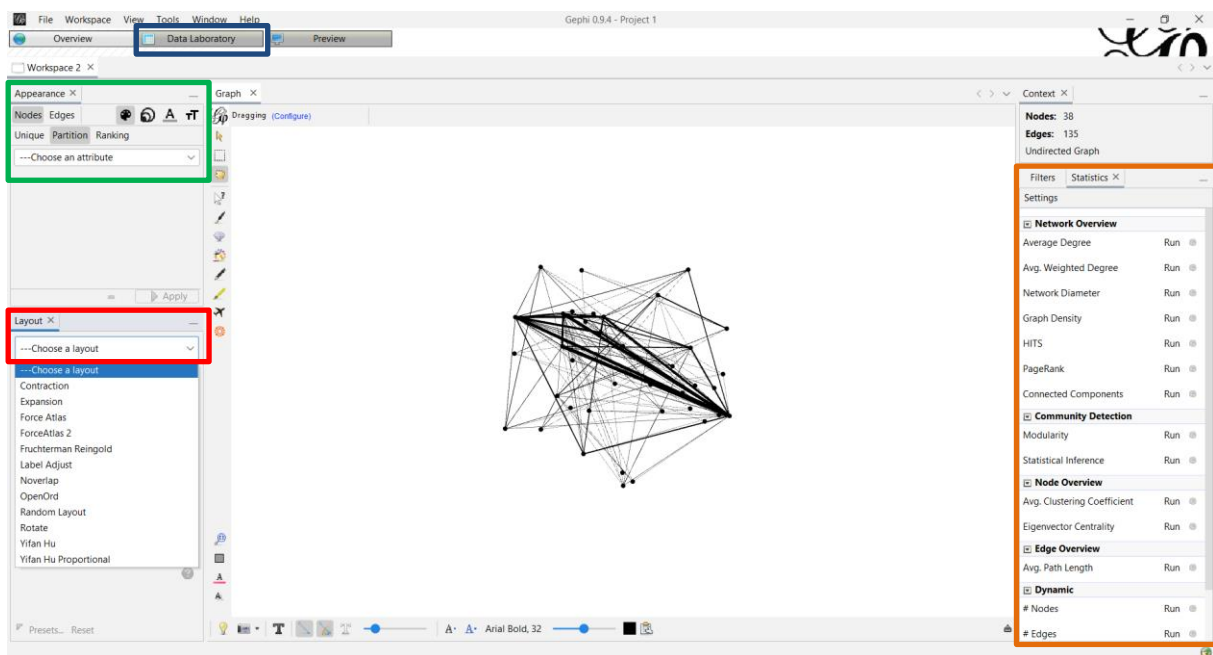 File Workspace View Tools Window Help
Gephi 0.9.4 - Project 1
Overview
Data Laboratory
Preview
Workspace 2
Appearance
Nodes Edges
Unique Partition Ranking
---Choose an attribute
Apply
Layout
---Choose a layout
---Choose a layout
Contraction
Expansion
Force Atlas
ForceAtlas 2
Fruchterman Reingold
Label Adjust
Noverlap
OpenOrd
Random Layout
Rotate
Yifan Hu
Yifan Hu Proportional
Presets... Reset
Graph
Dragging (Configure)
Arial Bold, 32
Context
Nodes: 38
Edges: 135
Undirected Graph
Filters Statistics
Settings
Network Overview
Average Degree Run
Avg. Weighted Degree Run
Network Diameter Run
Graph Density Run
HITS Run
PageRank Run
Connected Components Run
Community Detection
Modularity Run
Statistical Inference Run
Node Overview
Avg. Clustering Coefficient Run
Eigenvector Centrality Run
Edge Overview
Avg. Path Length Run
Dynamic
# Nodes Run
# Edges Run